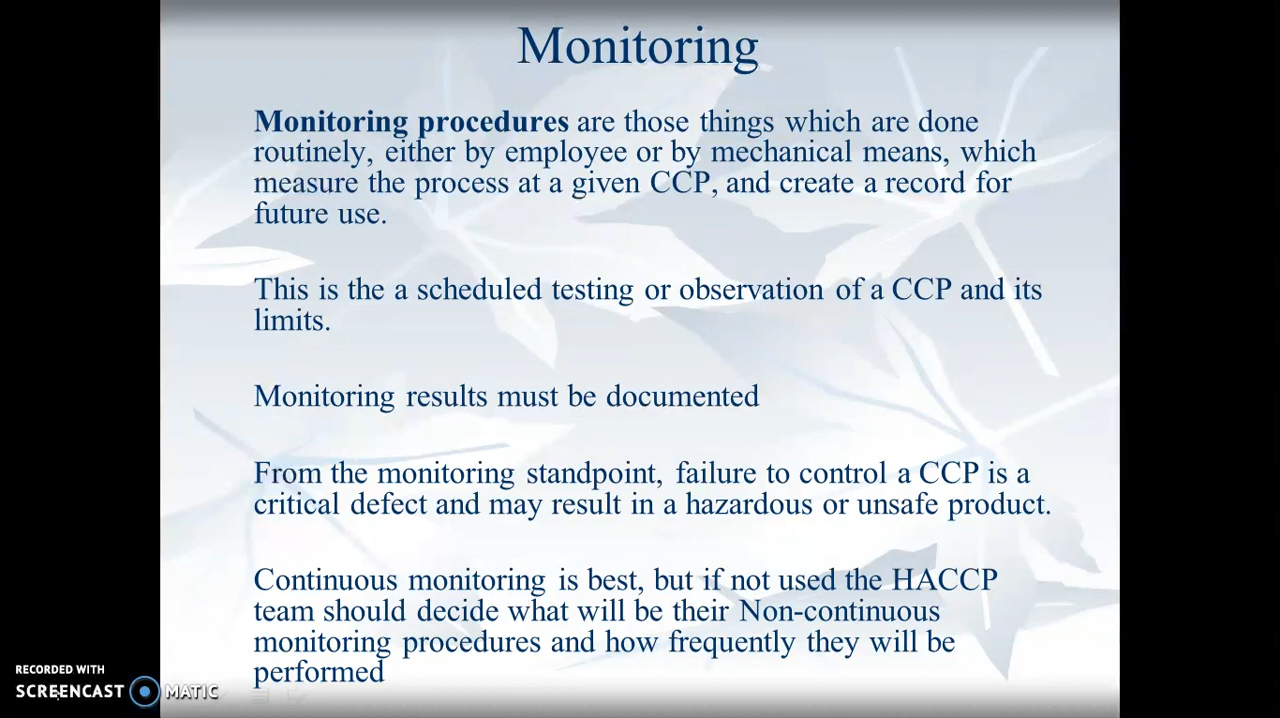 Monitoring
Monitoring procedures are those things which are done
routinely, either by employee or by mechanical means, which
measure the process at a given CCP, and create a record for
future use.
This is the a scheduled testing or observation of a CCP and its
limits.
Monitoring results must be documented
From the monitoring standpoint, failure to control a CCP is a
critical defect and may result in a hazardous or unsafe product.
Continuous monitoring is best, but if not used the HACCP
team should decide what will be their Non-continuous
monitoring procedures and how frequently they will be
performed
RECORDED WITH
SCREENCAST MATIC